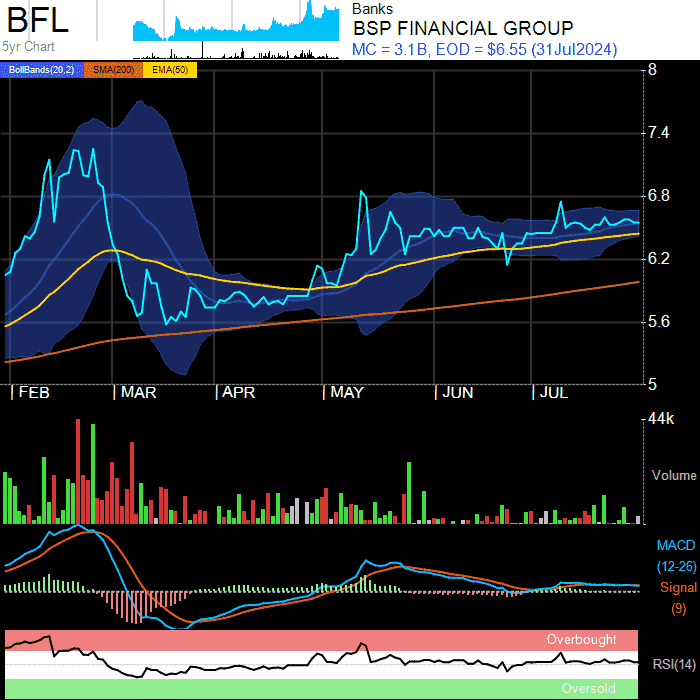 BFL
5yr Chart
Banks
BSP FINANCIAL GROUP
MC = 3.1B, EOD = $6.55 (31Jul2024)
BollBands(20,2) SMA(200) EMA(50)
8
7.4
6.8
6.2
5.6
5
FEB MAR APR MAY JUN JUL
44k
Volume
MACD
(12-26)
Signal
(9)
Overbought
RSI(14)
Oversold